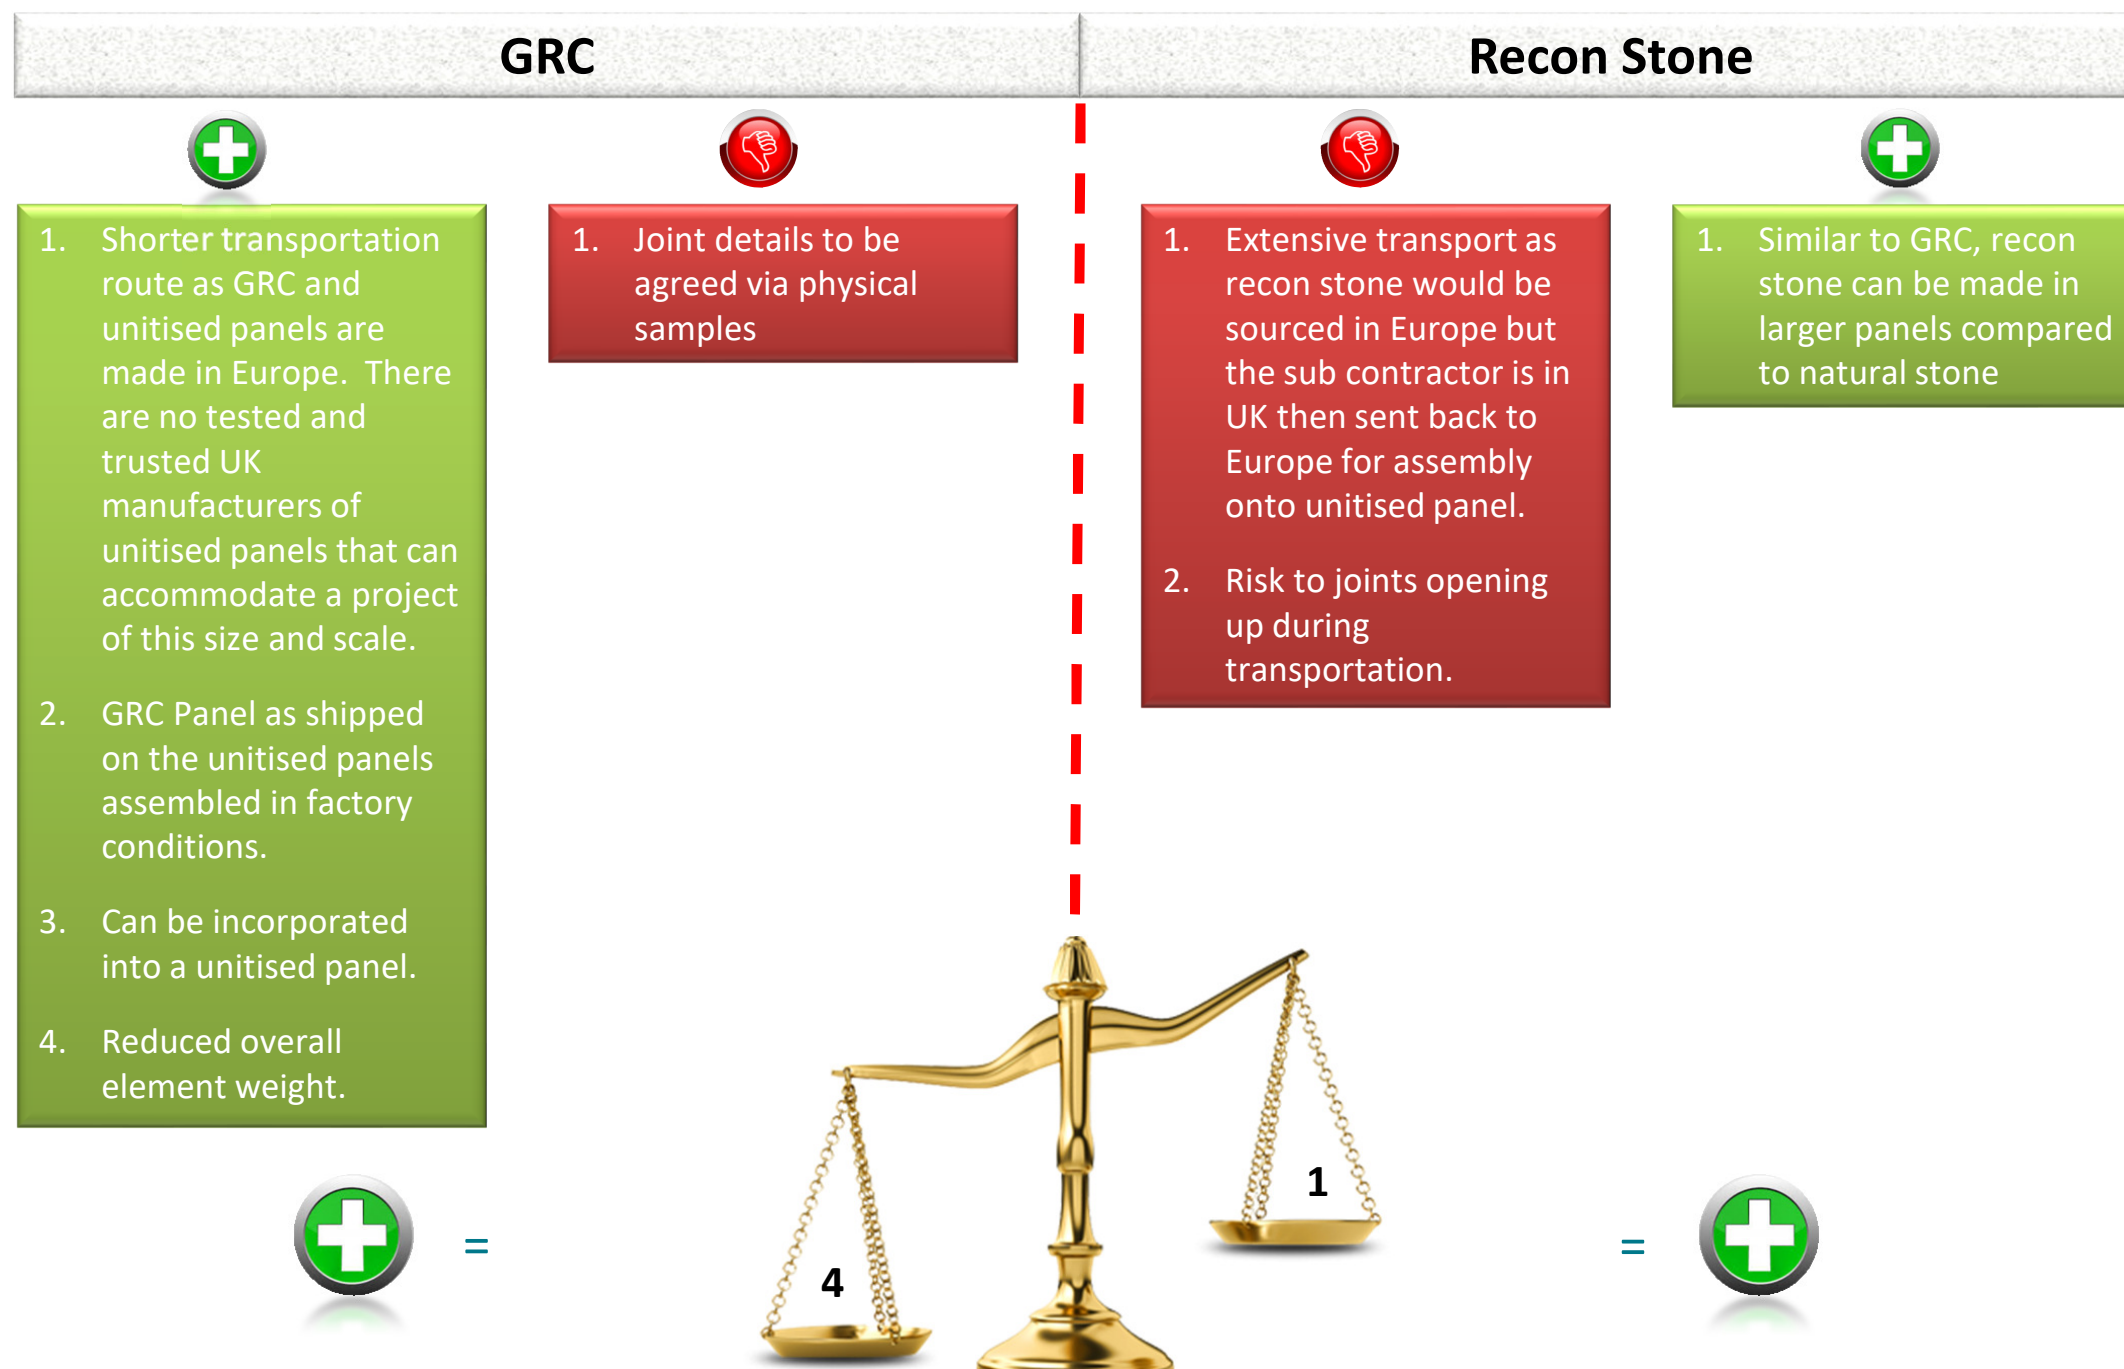 GRC
Recon Stone
1. Shorter transportation
route as GRC and
unitised panels are
made in Europe.  There
are no tested and
trusted UK
manufacturers of
unitised panels that can
accommodate a project
of this size and scale.
2. GRC Panel as shipped
on the unitised panels
assembled in factory
conditions.
3. Can be incorporated
into a unitised panel.
4. Reduced overall
element weight.
1. Joint details to be
agreed via physical
samples
1. Extensive transport as
recon stone would be
sourced in Europe but
the sub contractor is in
UK then sent back to
Europe for assembly
onto unitised panel.
2. Risk to joints opening
up during
transportation.
1. Similar to GRC, recon
stone can be made in
larger panels compared
to natural stone
=
4
1
=